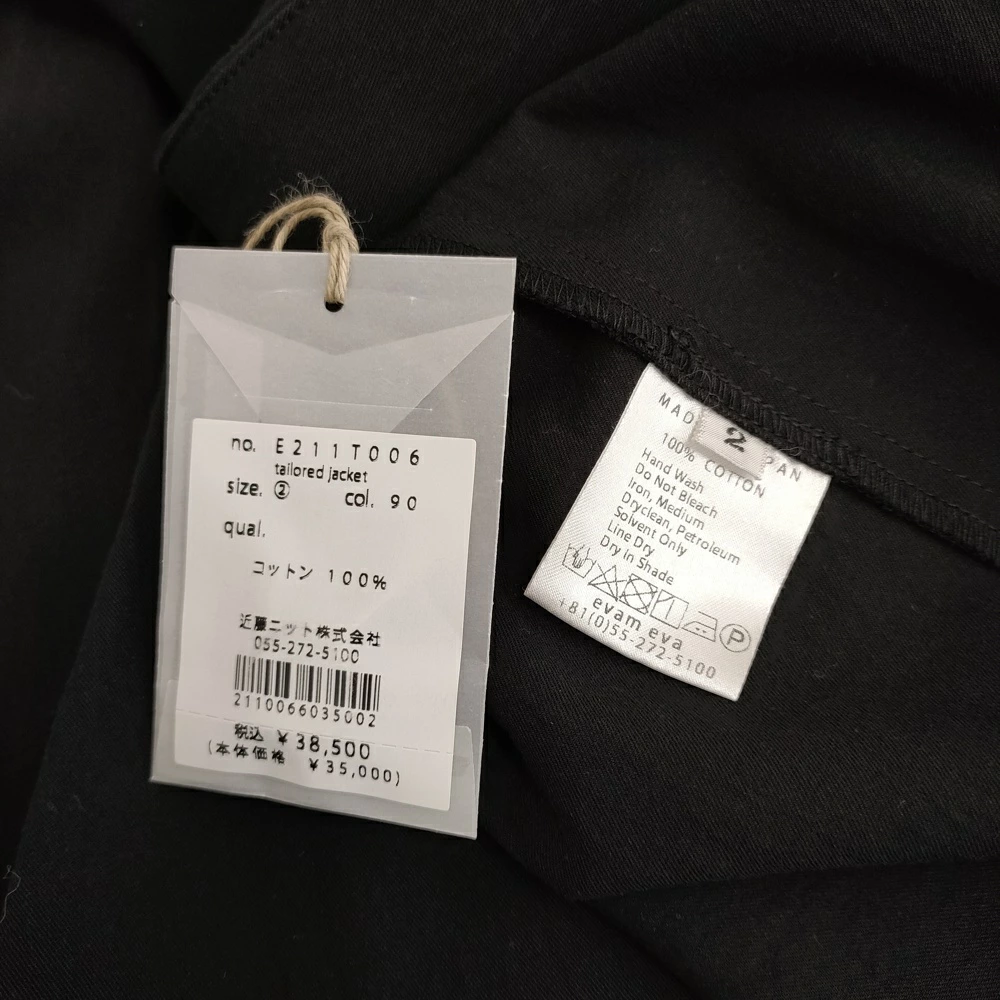 no. E211T006
tailored jacket
size. ② col. 90
qual.
コットン 100%
近藤ニット株式会社
055-272-5100
2110066035002
税込 ¥38,500
(本体価格 ¥35,000)
MAD PAN
2
100% COTTON
Hand Wash
Do Not Bleach
Iron, Medium
Dryclean, Petroleum
Solvent Only
Line Dry
Dry in Shade
P
evam eva
+81(0)55-272-5100